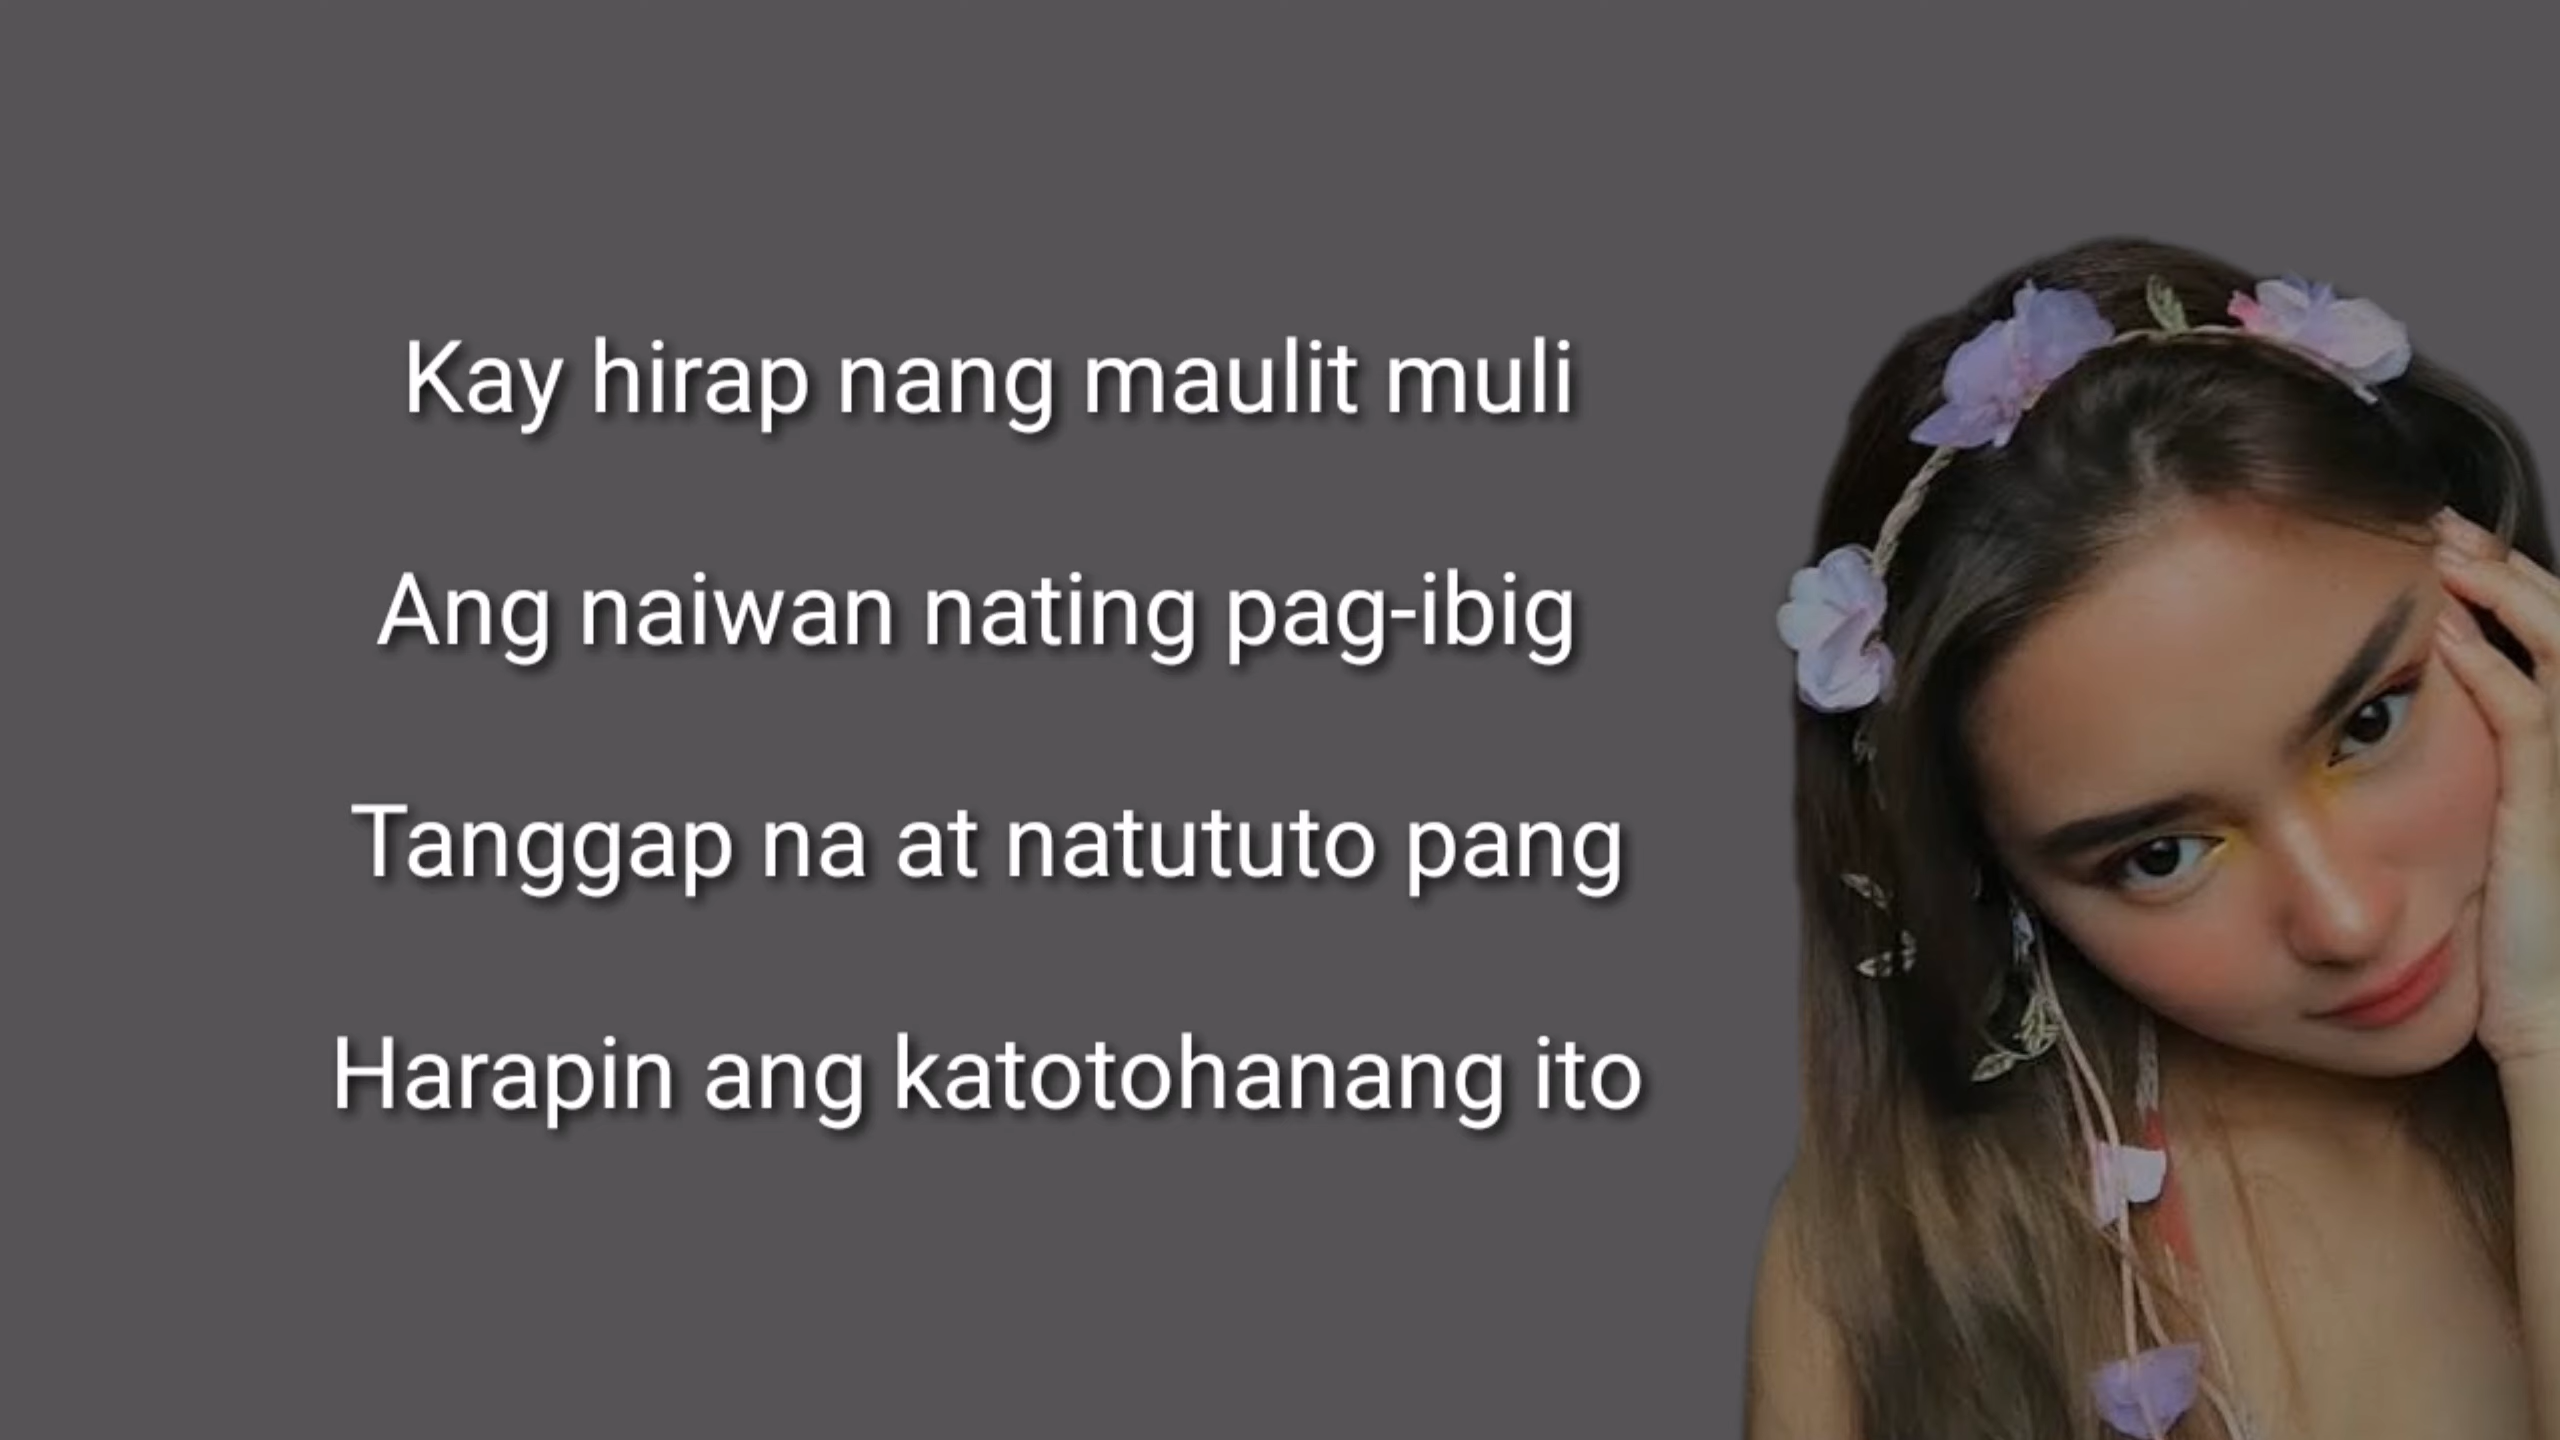 Kay hirap nang maulit muli
Ang naiwan nating pag-ibig
Tanggap na at natututo pang
Harapin ang katotohanang ito